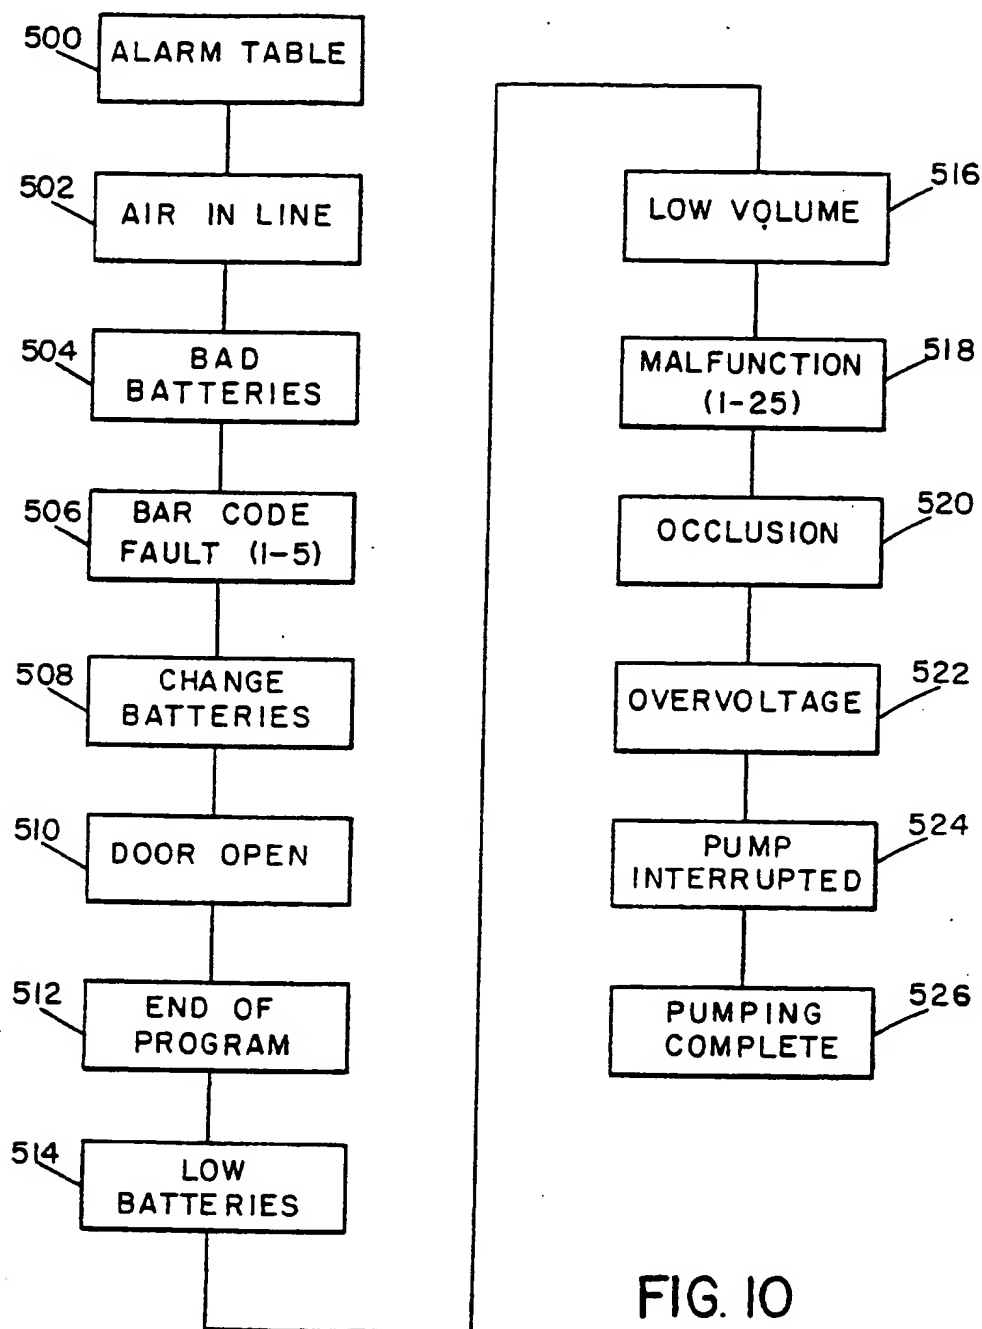 500
ALARM TABLE
502
AIR IN LINE
504
BAD
BATTERIES
506
BAR CODE
FAULT (1-5)
508
CHANGE
BATTERIES
510
DOOR OPEN
512
END OF
PROGRAM
514
LOW
BATTERIES
LOW VOLUME
516
MALFUNCTION
(1-25)
518
OCCLUSION
520
OVERVOLTAGE
522
PUMP
INTERRUPTED
524
PUMPING
COMPLETE
526
FIG. 10